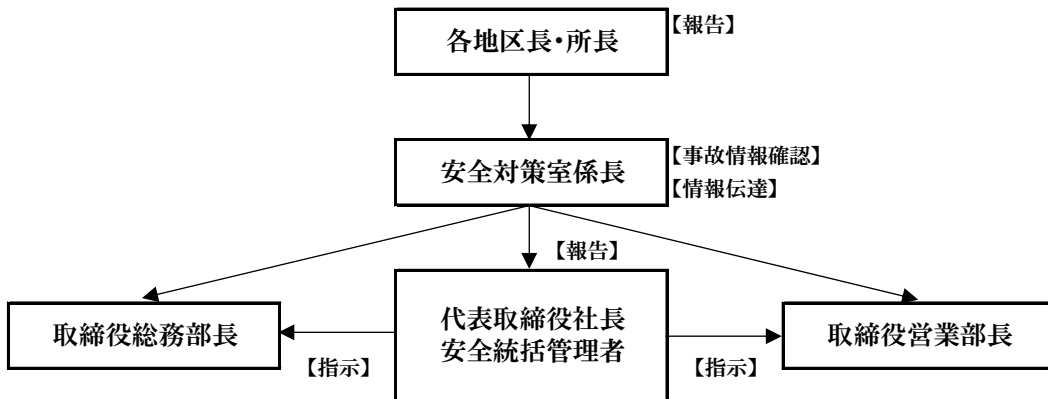 各地区長・所長
【報告】
安全対策室係長
【事故情報確認】
【情報伝達】
【報告】
取締役総務部長
代表取締役社長
安全統括管理者
取締役営業部長
【指示】
【指示】